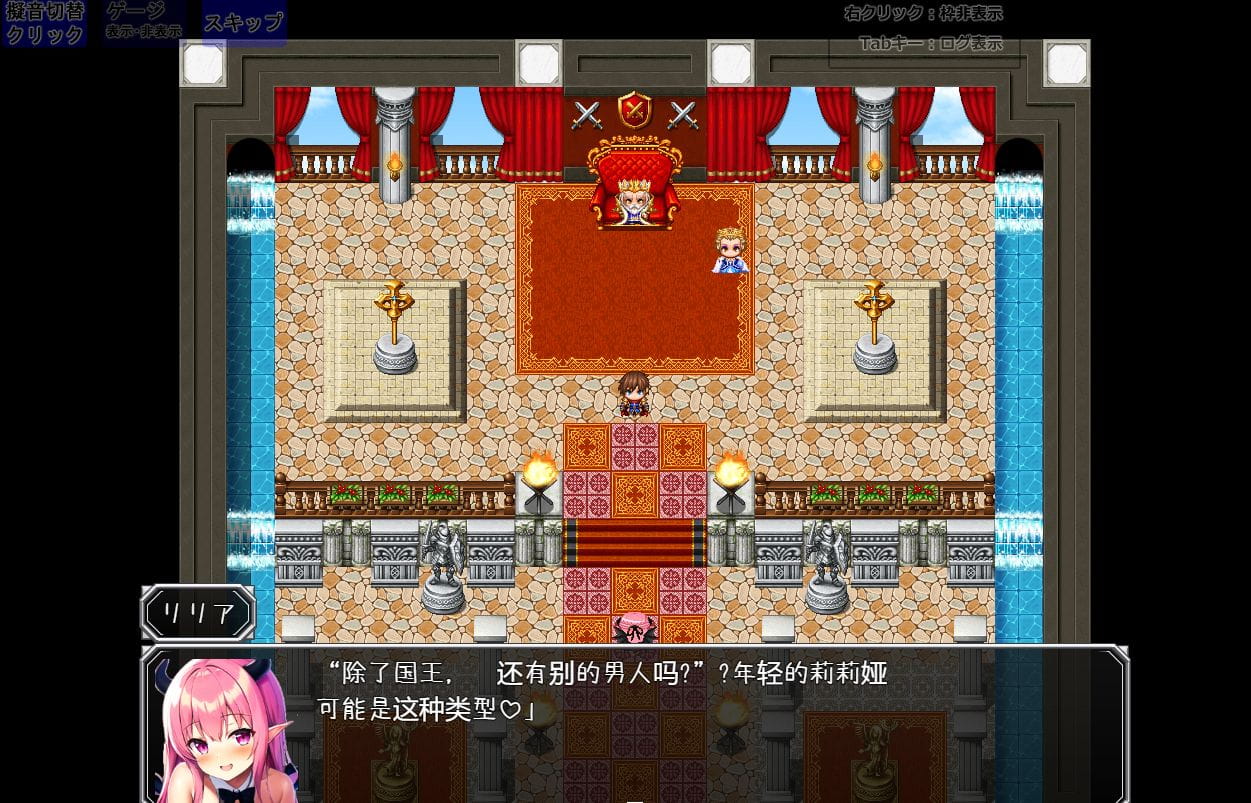 擬音切替
クリック
ゲージ
表示·非表示
スキップ
右クリック：枠非表示
Tabキー：ログ表示
リリア
“除了国王， 还有别的男人吗?” ?年轻的莉莉娅
可能是这种类型♡」